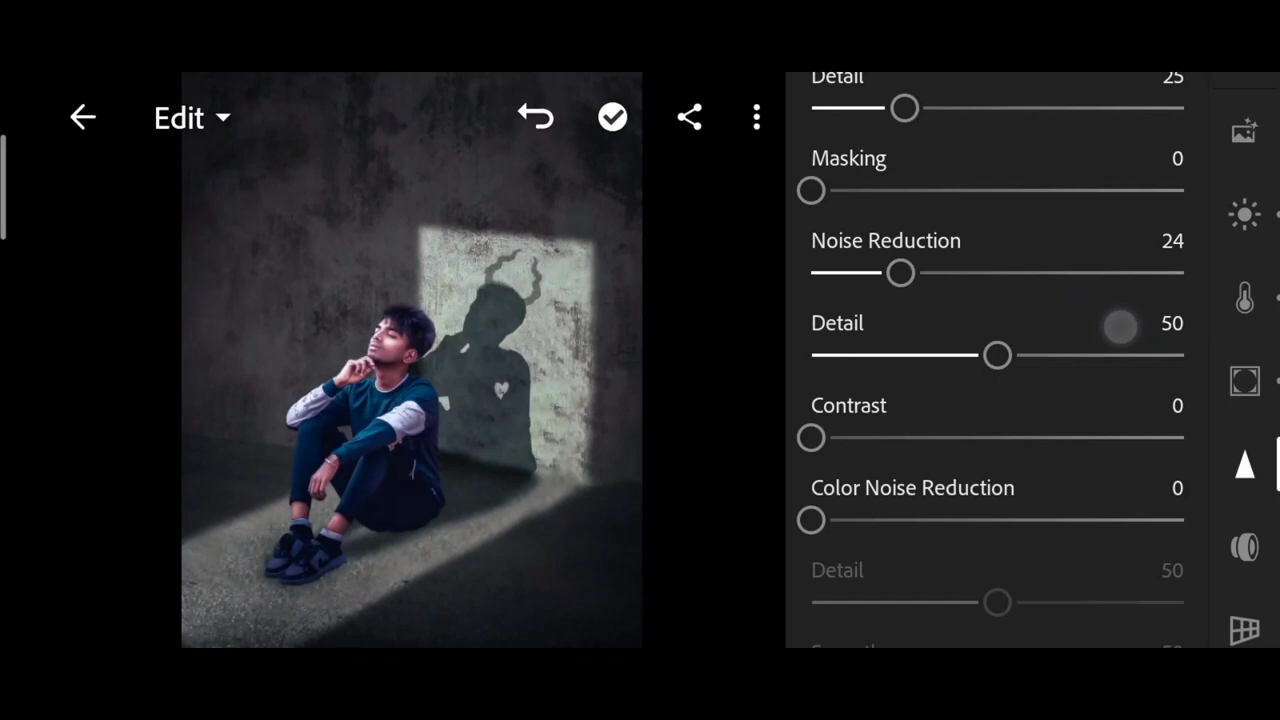 Edit
Detail 25
Masking 0
Noise Reduction 24
Detail 50
Contrast 0
Color Noise Reduction 0
Detail 50